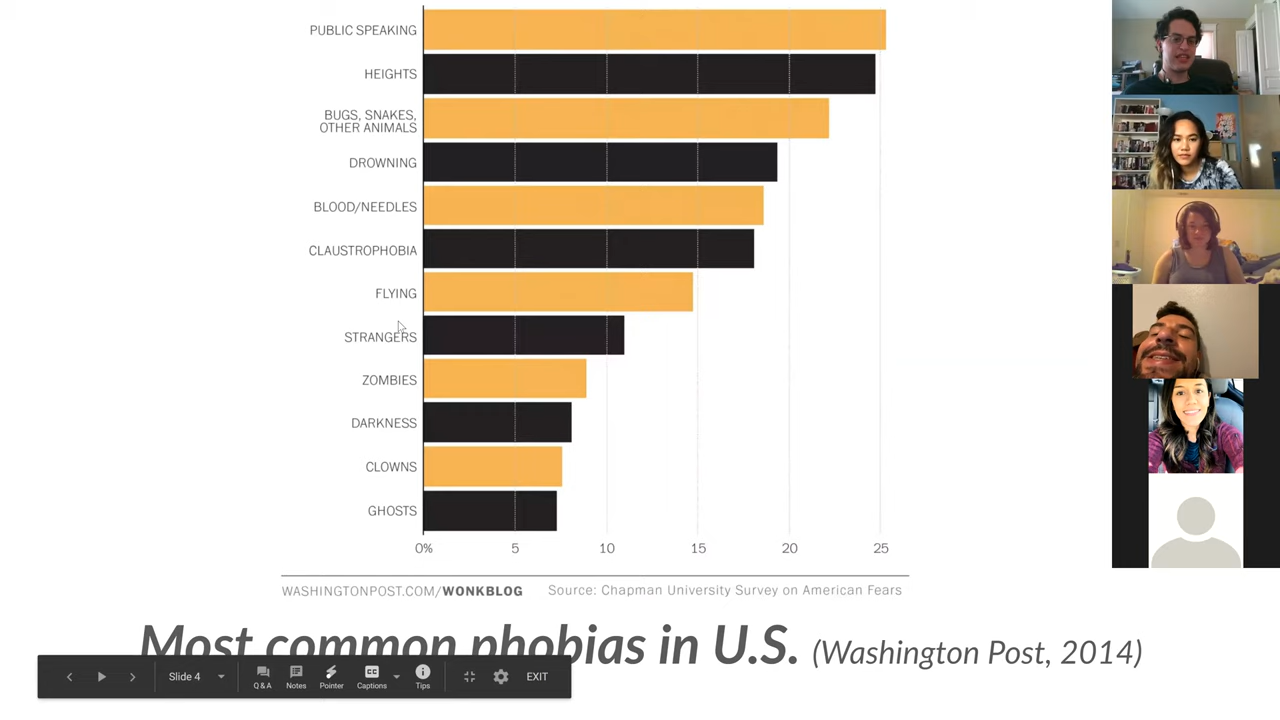 PUBLIC SPEAKING
HEIGHTS
BUGS, SNAKES,
OTHER ANIMALS
DROWNING
BLOOD/NEEDLES
CLAUSTROPHOBIA
FLYING
STRANGERS
ZOMBIES
DARKNESS
CLOWNS
GHOSTS
0% 5 10 15 20 25
WASHINGTONPOST.COM/WONKBLOG Source: Chapman University Survey on American Fears
Most common phobias in U.S. (Washington Post, 2014)
Slide 4 Q & A Notes Pointer Captions Tips EXIT